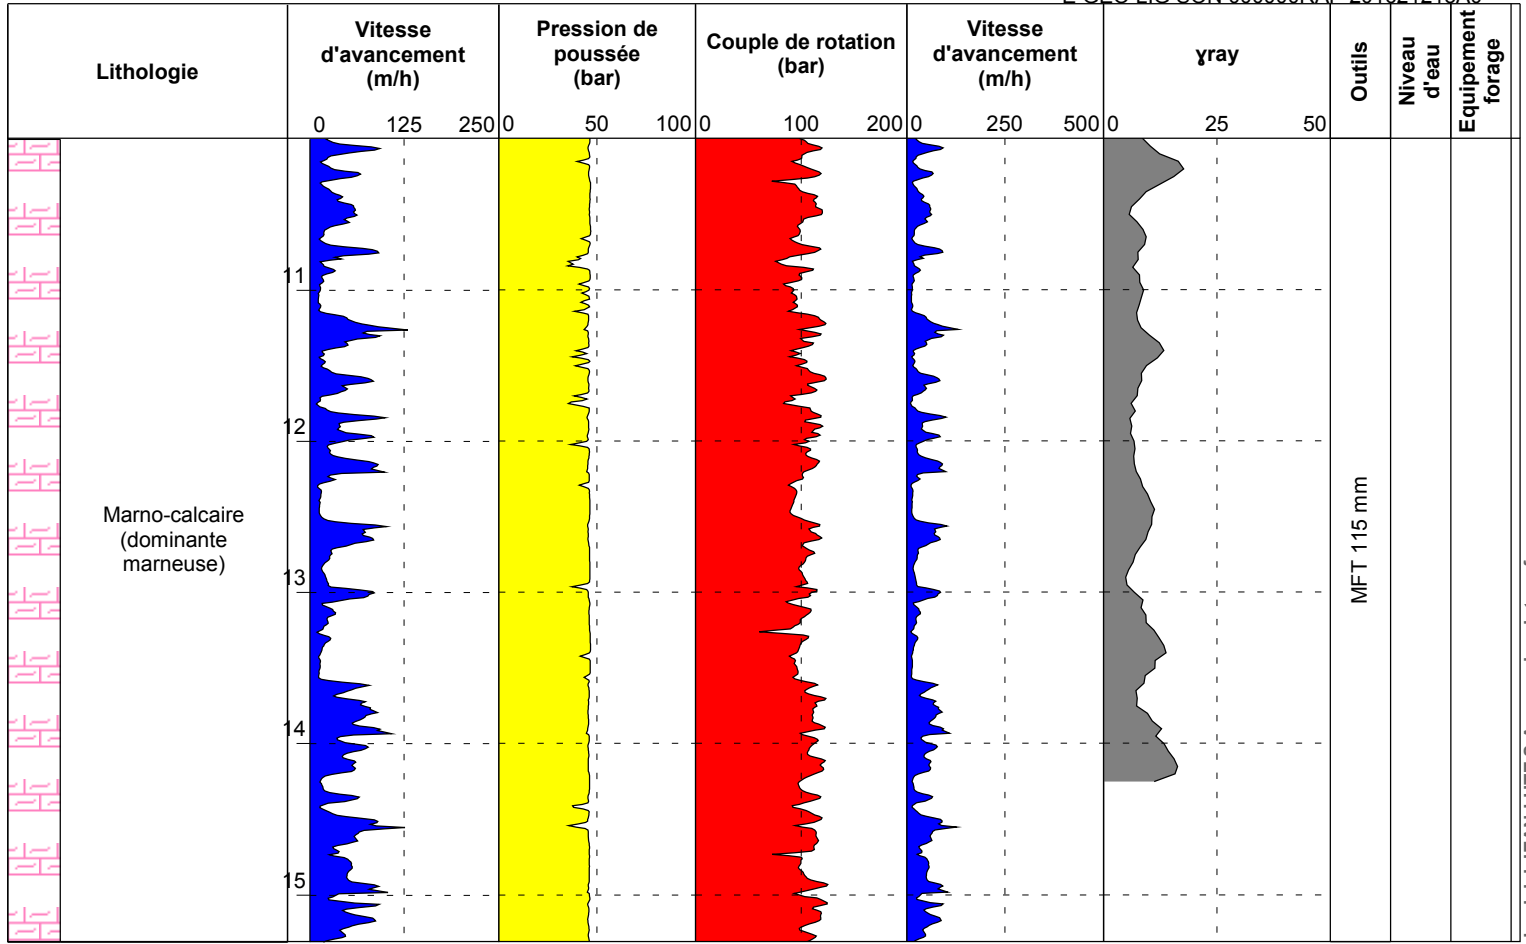 Lithologie
Vitesse
d'avancement
(m/h)
Pression de
poussée
(bar)
Couple de rotation
(bar)
Vitesse
d'avancement
(m/h)
ɣray
Outils
Niveau
d'eau
Equipement
forage
0 125 250
0 50 100
0 100 200
0 250 500
0 25 50
11
12
13
14
15
Marno-calcaire
(dominante
marneuse)
MFT 115 mm